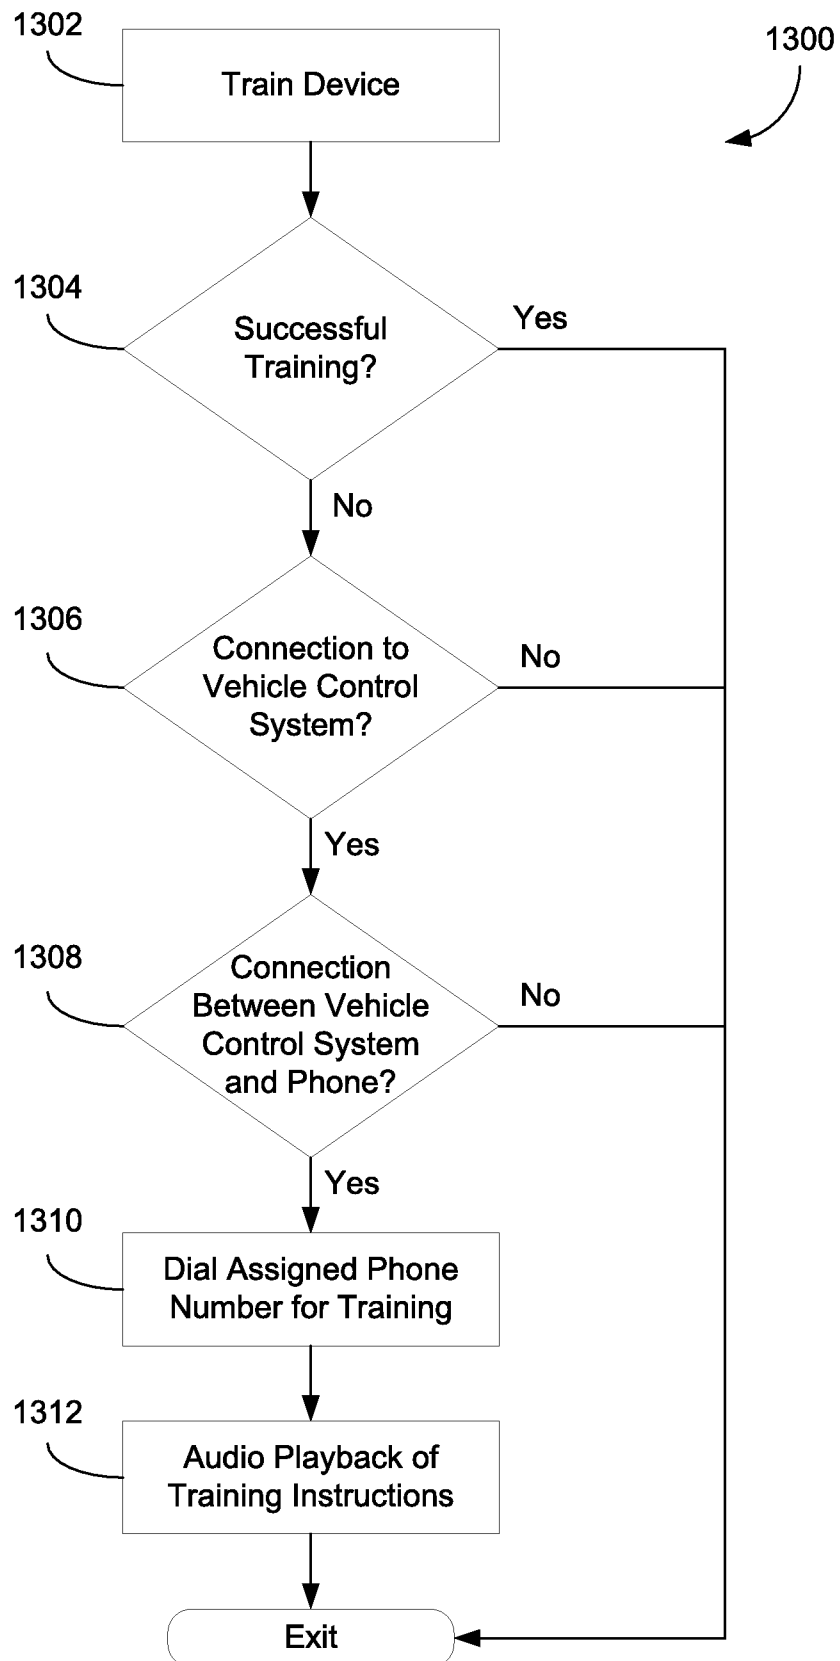 1302
1300
Train Device
1304
Yes
Successful
Training?
No
1306
No
Connection to
Vehicle Control
System?
Yes
1308
No
Connection
Between Vehicle
Control System
and Phone?
Yes
1310
Dial Assigned Phone
Number for Training
1312
Audio Playback of
Training Instructions
Exit